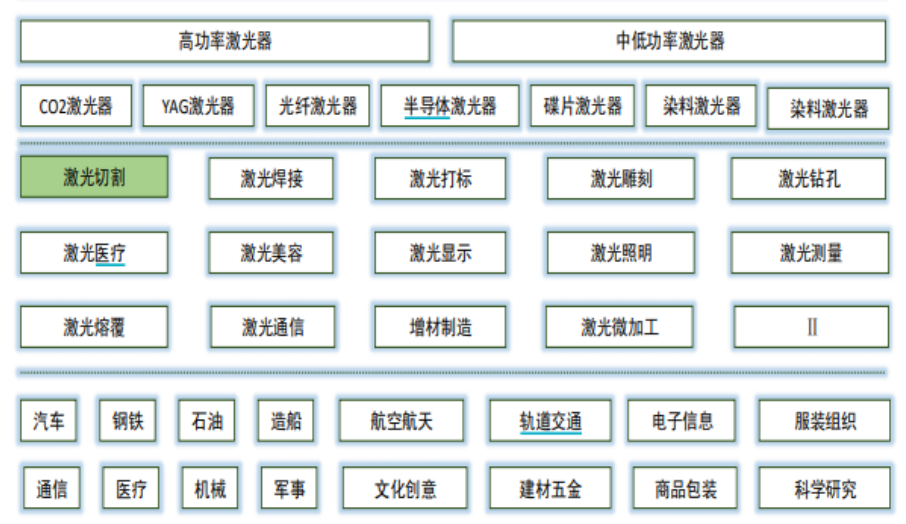 高功率激光器 中低功率激光器
CO2激光器 YAG激光器 光纤激光器 半导体激光器 碟片激光器 染料激光器 染料激光器
激光切割 激光焊接 激光打标 激光雕刻 激光钻孔
激光医疗 激光美容 激光显示 激光照明 激光测量
激光熔覆 激光通信 增材制造 激光微加工 II
汽车 钢铁 石油 造船 航空航天 轨道交通 电子信息 服装组织
通信 医疗 机械 军事 文化创意 建材五金 商品包装 科学研究